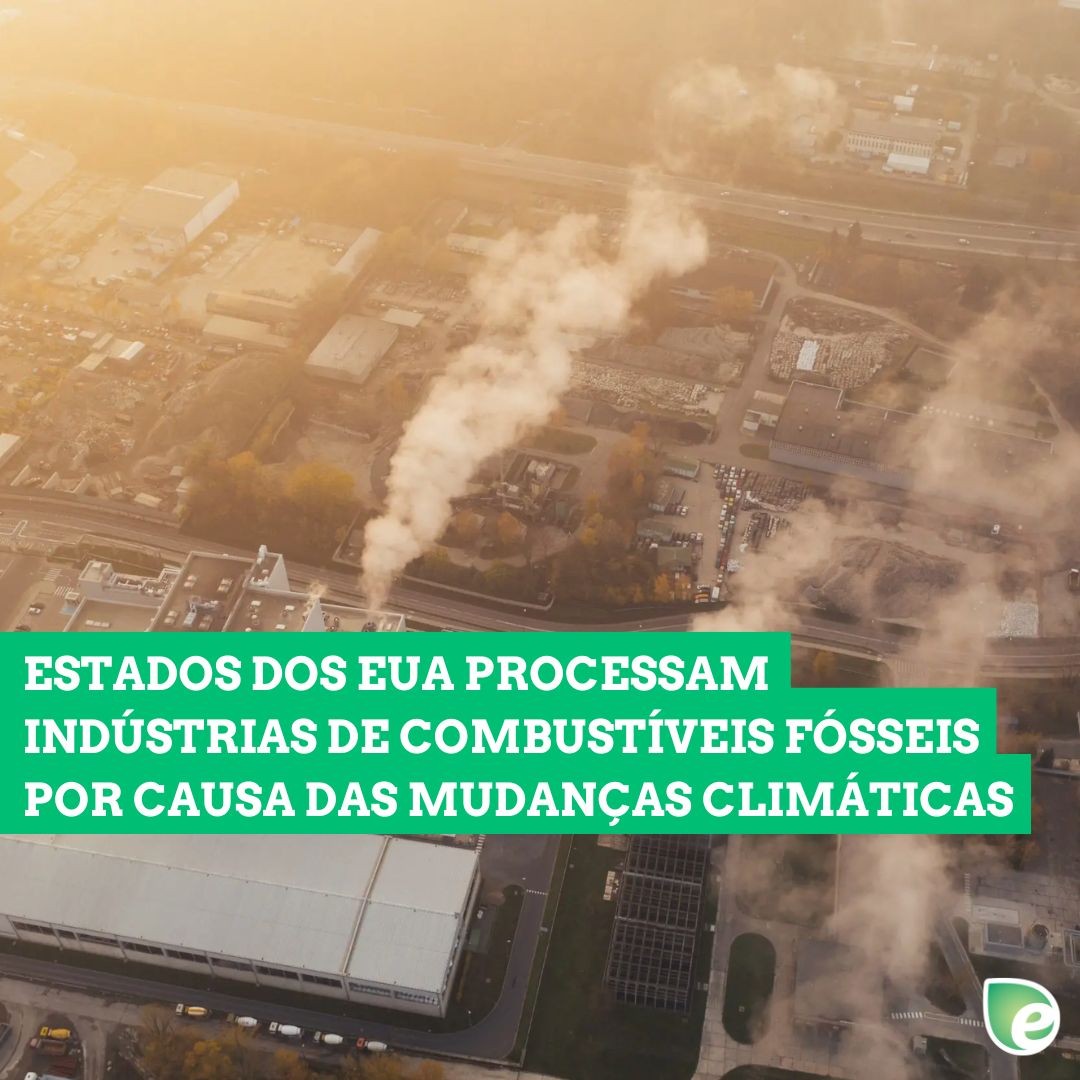 ESTADOS DOS EUA PROCESSAM
INDÚSTRIAS DE COMBUSTÍVEIS FÓSSEIS
POR CAUSA DAS MUDANÇAS CLIMÁTICAS
e